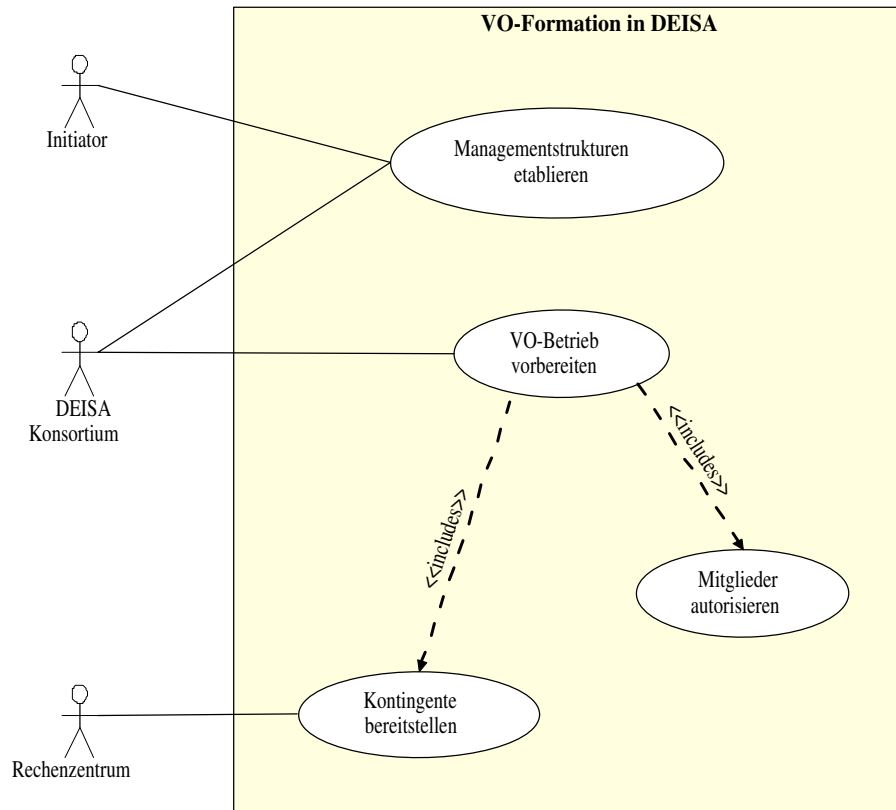 VO-Formation in DEISA
Initiator
Managementstrukturen
etablieren
DEISA
Konsortium
VO-Betrieb
vorbereiten
<<includes>>
<<includes>>
Mitglieder
autorisieren
Kontingente
bereitstellen
Rechenzentrum